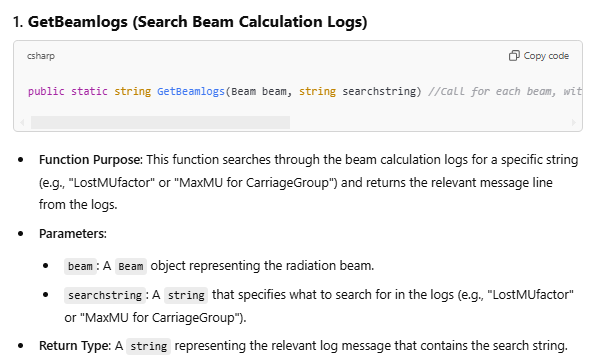 1. GetBeamlogs (Search Beam Calculation Logs)
csharp
Copy code
public static string GetBeamlogs(Beam beam, string searchstring) //Call for each beam, wit
• Function Purpose: This function searches through the beam calculation logs for a specific string
(e.g., "LostMUfactor" or "MaxMU for CarriageGroup") and returns the relevant message line
from the logs.
• Parameters:
• beam: A Beam object representing the radiation beam.
• searchstring: A string that specifies what to search for in the logs (e.g., "LostMUfactor"
or "MaxMU for CarriageGroup").
• Return Type: A string representing the relevant log message that contains the search string.